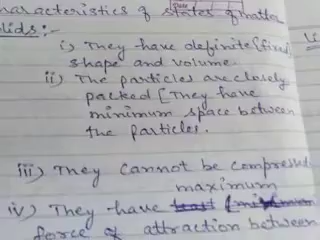 haracteristics of states of matter
lids:-
i) They have definite (fixed)
shape and volume.
ii) The particles are closely
packed [They have
minimum space between
the particles.
iii) They cannot be compressed
maximum
iv) They have
force of attraction between